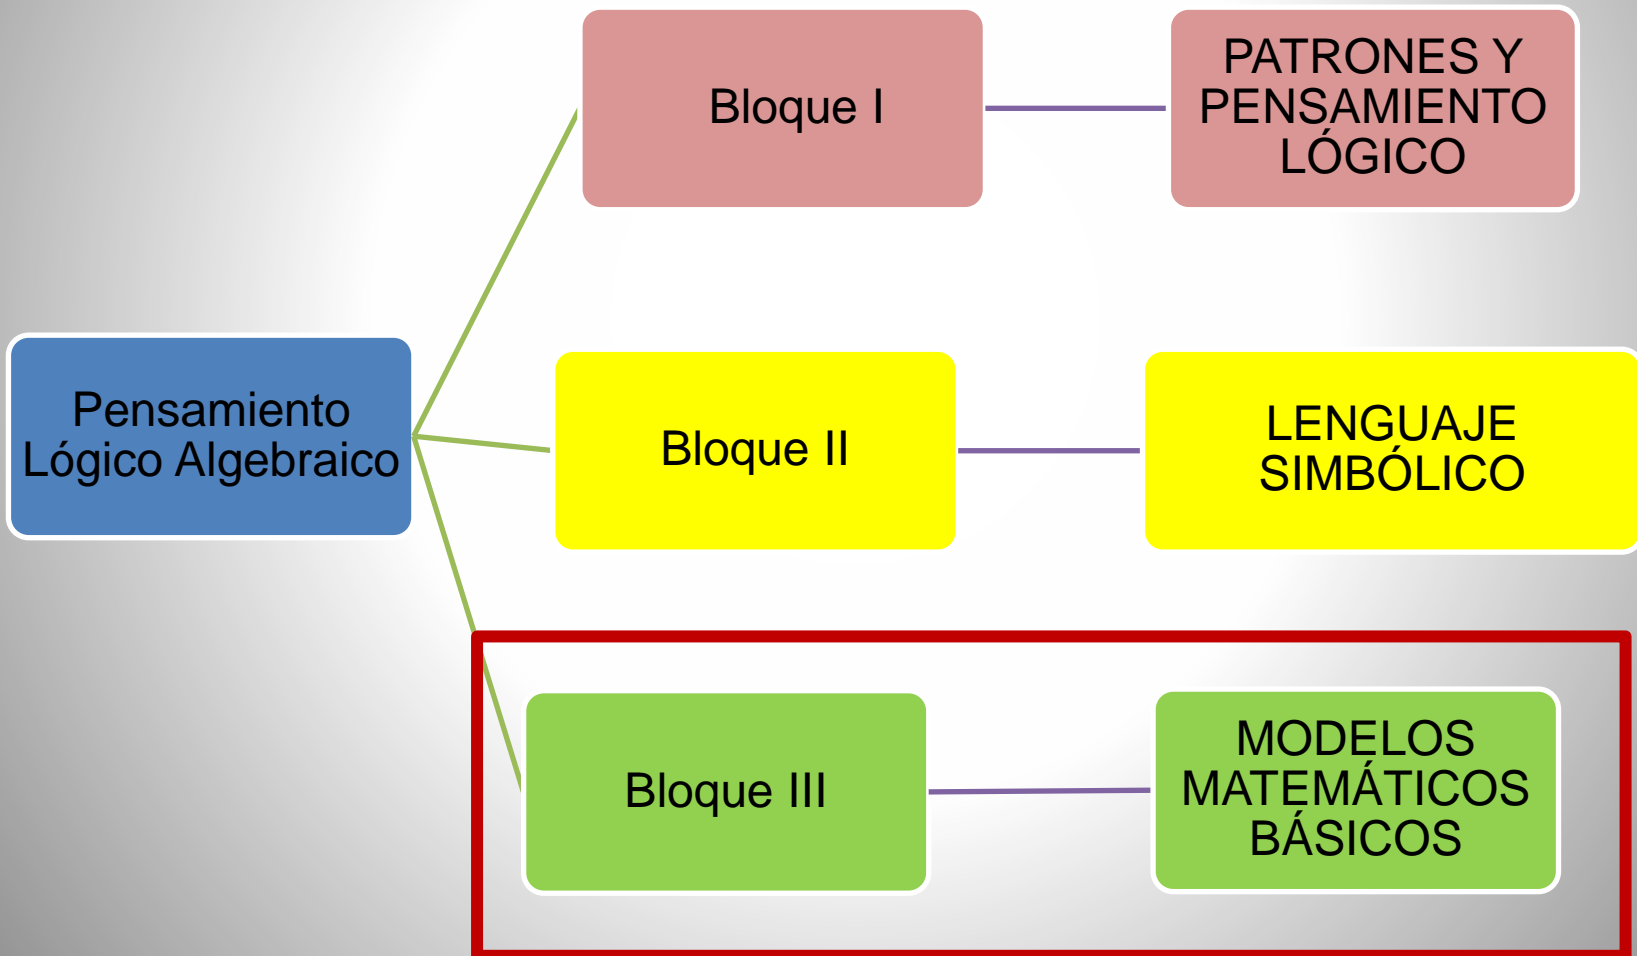 Bloque I
PATRONES Y
PENSAMIENTO
LÓGICO
Pensamiento
Lógico Algebraico
Bloque II
LENGUAJE
SIMBÓLICO
Bloque III
MODELOS
MATEMÁTICOS
BÁSICOS